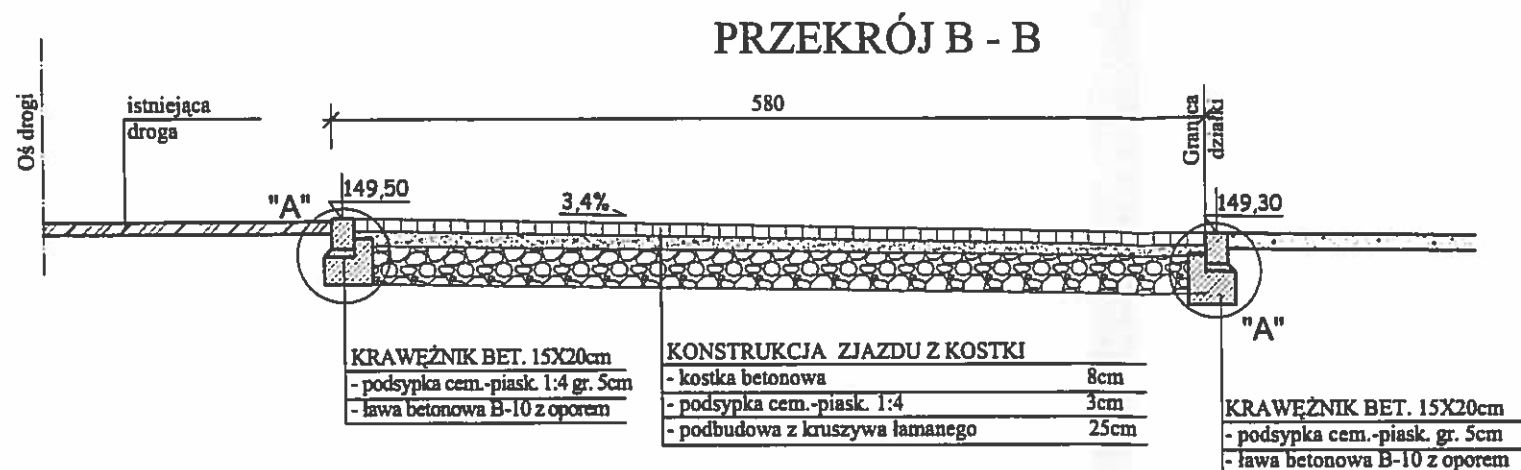 PRZEKRÓJ B - B
Oś drogi
istniejąca
droga
580
Granica
działki
"A"
149,50
3,4%
149,30
"A"
KRAWĘŻNIK BET. 15X20cm
- podsypka cem.-piask. 1:4 gr. 5cm
- ława betonowa B-10 z oporem
KONSTRUKCJA ZJAZDU Z KOSTKI
- kostka betonowa 8cm
- podsypka cem.-piask. 1:4 3cm
- podbudowa z kruszywa łamanego 25cm
KRAWĘŻNIK BET. 15X20cm
- podsypka cem.-piask. gr. 5cm
- ława betonowa B-10 z oporem